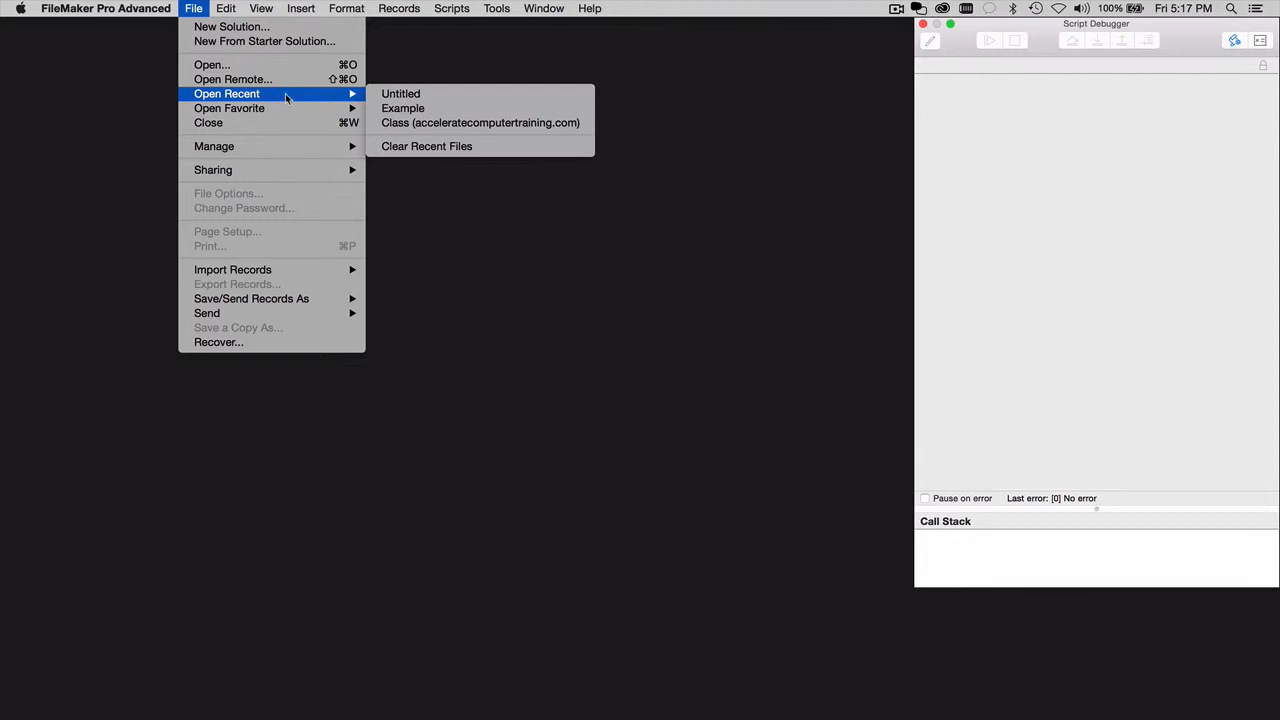 FileMaker Pro Advanced File Edit View Insert Format Records Scripts Tools Window Help 100% Fri 5:17 PM
New Solution...
New From Starter Solution...
Open... ⌘O
Open Remote... ⇧⌘O
Open Recent
Open Favorite
Close ⌘W
Manage
Sharing
File Options...
Change Password...
Page Setup...
Print... ⌘P
Import Records
Export Records...
Save/Send Records As
Send
Save a Copy As...
Recover...
Untitled
Example
Class (acceleratecomputertraining.com)
Clear Recent Files
Script Debugger
Pause on error Last error: [0] No error
Call Stack